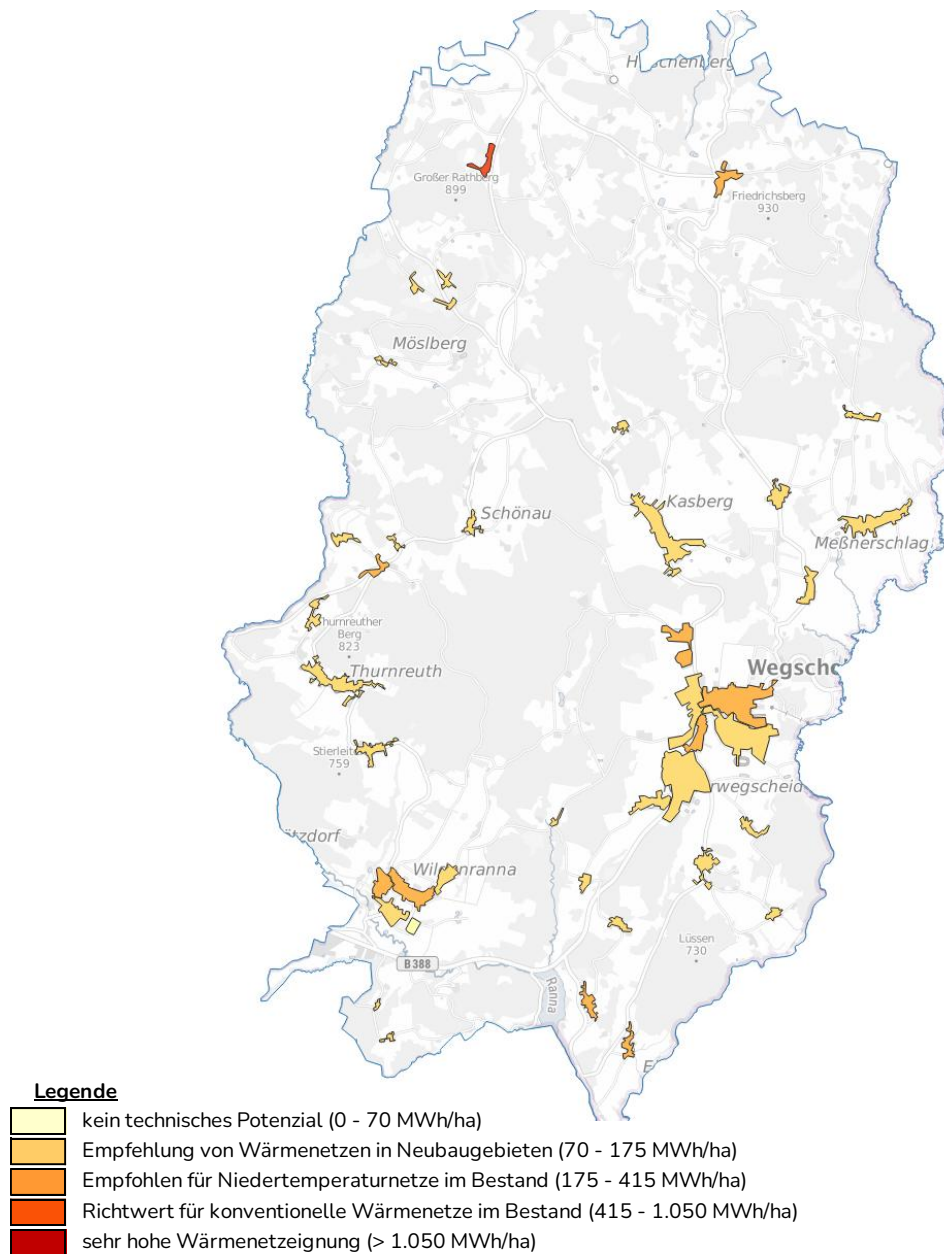 Großer Rathberg
899
Friedrichsberg
930
Möslberg
Kasberg
Schönau
Meßnerschlag
Thurnreuther
Berg
823
Thurnreuth
Wegsch
Stierleit
759
rwegscheid
tzdorf
Wildenranna
Lüssen
730
B388
Ranna
E
Legende
kein technisches Potenzial (0 - 70 MWh/ha)
Empfehlung von Wärmenetzen in Neubaugebieten (70 - 175 MWh/ha)
Empfohlen für Niedertemperaturnetze im Bestand (175 - 415 MWh/ha)
Richtwert für konventionelle Wärmenetze im Bestand (415 - 1.050 MWh/ha)
sehr hohe Wärmenetzeignung (> 1.050 MWh/ha)